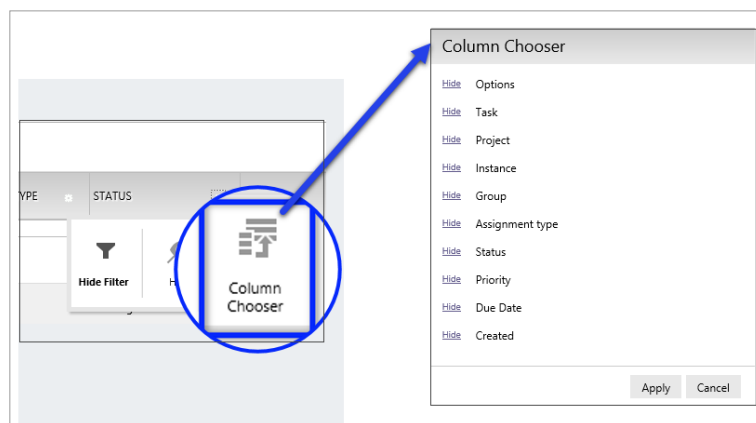 YPE
STATUS
Hide Filter
H
Column
Chooser
Column Chooser
Hide Options
Hide Task
Hide Project
Hide Instance
Hide Group
Hide Assignment type
Hide Status
Hide Priority
Hide Due Date
Hide Created
Apply Cancel